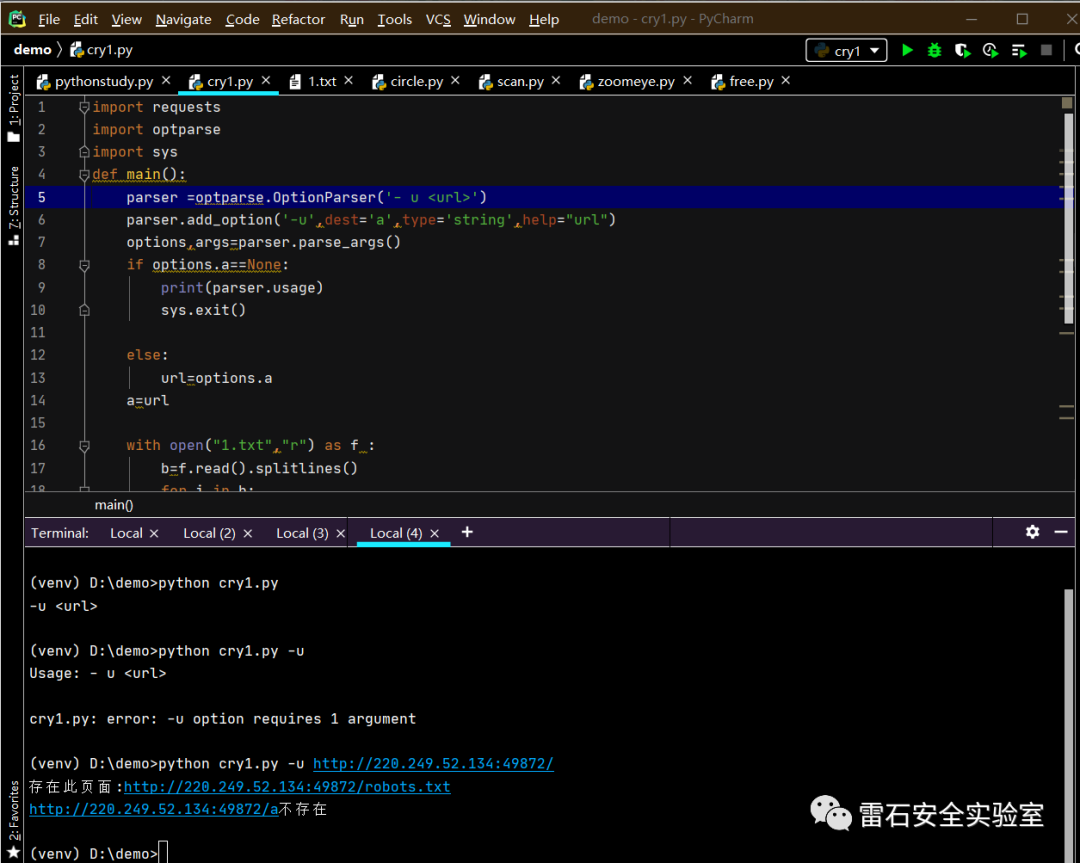 File Edit View Navigate Code Refactor Run Tools VCS Window Help demo - cry1.py - PyCharm
demo cry1.py cry1
pythonstudy.py cry1.py 1.txt circle.py scan.py zoomeye.py free.py
1: Project
7: Structure
2: Favorites
1 import requests
2 import optparse
3 import sys
4 def main():
5 parser =optparse.OptionParser('- u <url>')
6 parser.add_option('-u',dest='a',type='string',help="url")
7 options,args=parser.parse_args()
8 if options.a==None:
9 print(parser.usage)
10 sys.exit()
11
12 else:
13 url=options.a
14 a=url
15
16 with open("1.txt","r") as f :
17 b=f.read().splitlines()
18 for i in b:
main()
Terminal: Local Local (2) Local (3) Local (4) +
(venv) D:\demo>python cry1.py
-u <url>
(venv) D:\demo>python cry1.py -u
Usage: - u <url>
cry1.py: error: -u option requires 1 argument
(venv) D:\demo>python cry1.py -u http://220.249.52.134:49872/
存在此页面:http://220.249.52.134:49872/robots.txt
http://220.249.52.134:49872/a不存在
雷石安全实验室
(venv) D:\demo>